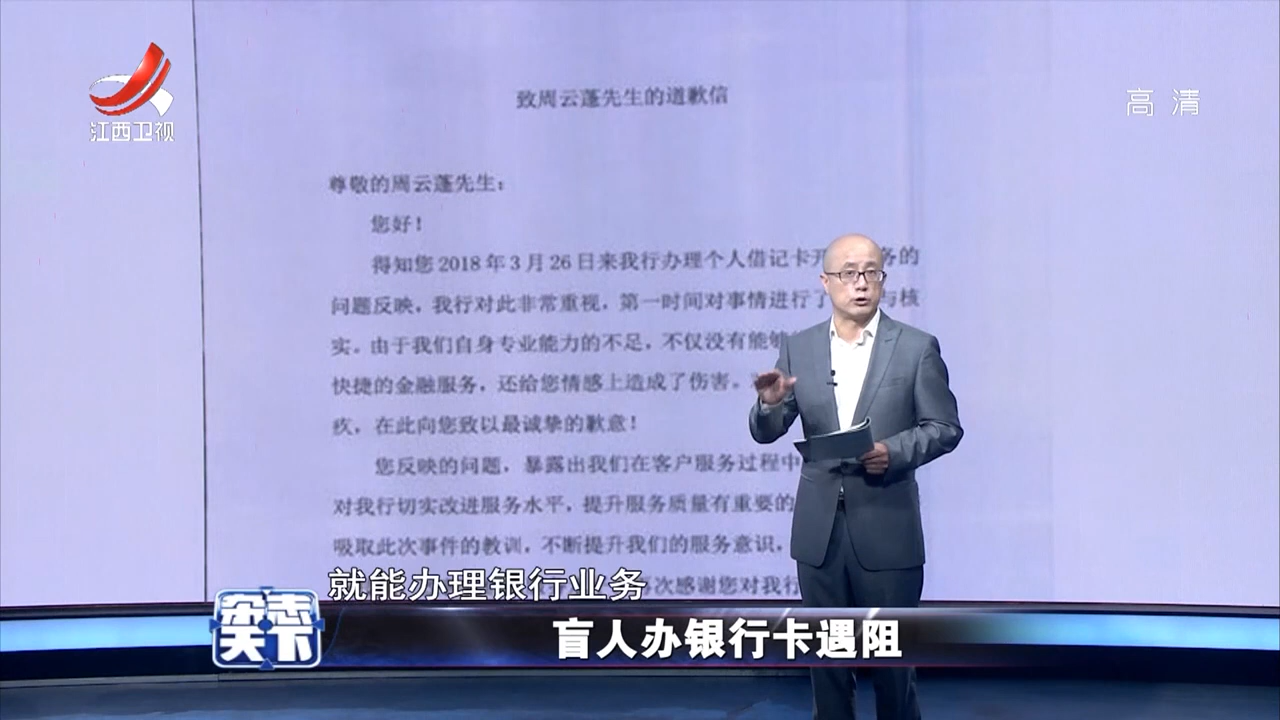 江西卫视
高清
致周云蓬先生的道歉信
尊敬的周云蓬先生：
您好！
得知您2018年3月26日来我行办理个人借记卡开 务的
问题反映，我行对此非常重视，第一时间对事情进行了 与核
实。由于我们自身专业能力的不足，不仅没有能够
快捷的金融服务，还给您情感上造成了伤害。
疚，在此向您致以最诚挚的歉意！
您反映的问题，暴露出我们在客户服务过程中
对我行切实改进服务水平，提升服务质量有重要的
吸取此次事件的教训，不断提升我们的服务意识，
再次感谢您对我行
就能办理银行业务
杂志天下
盲人办银行卡遇阻